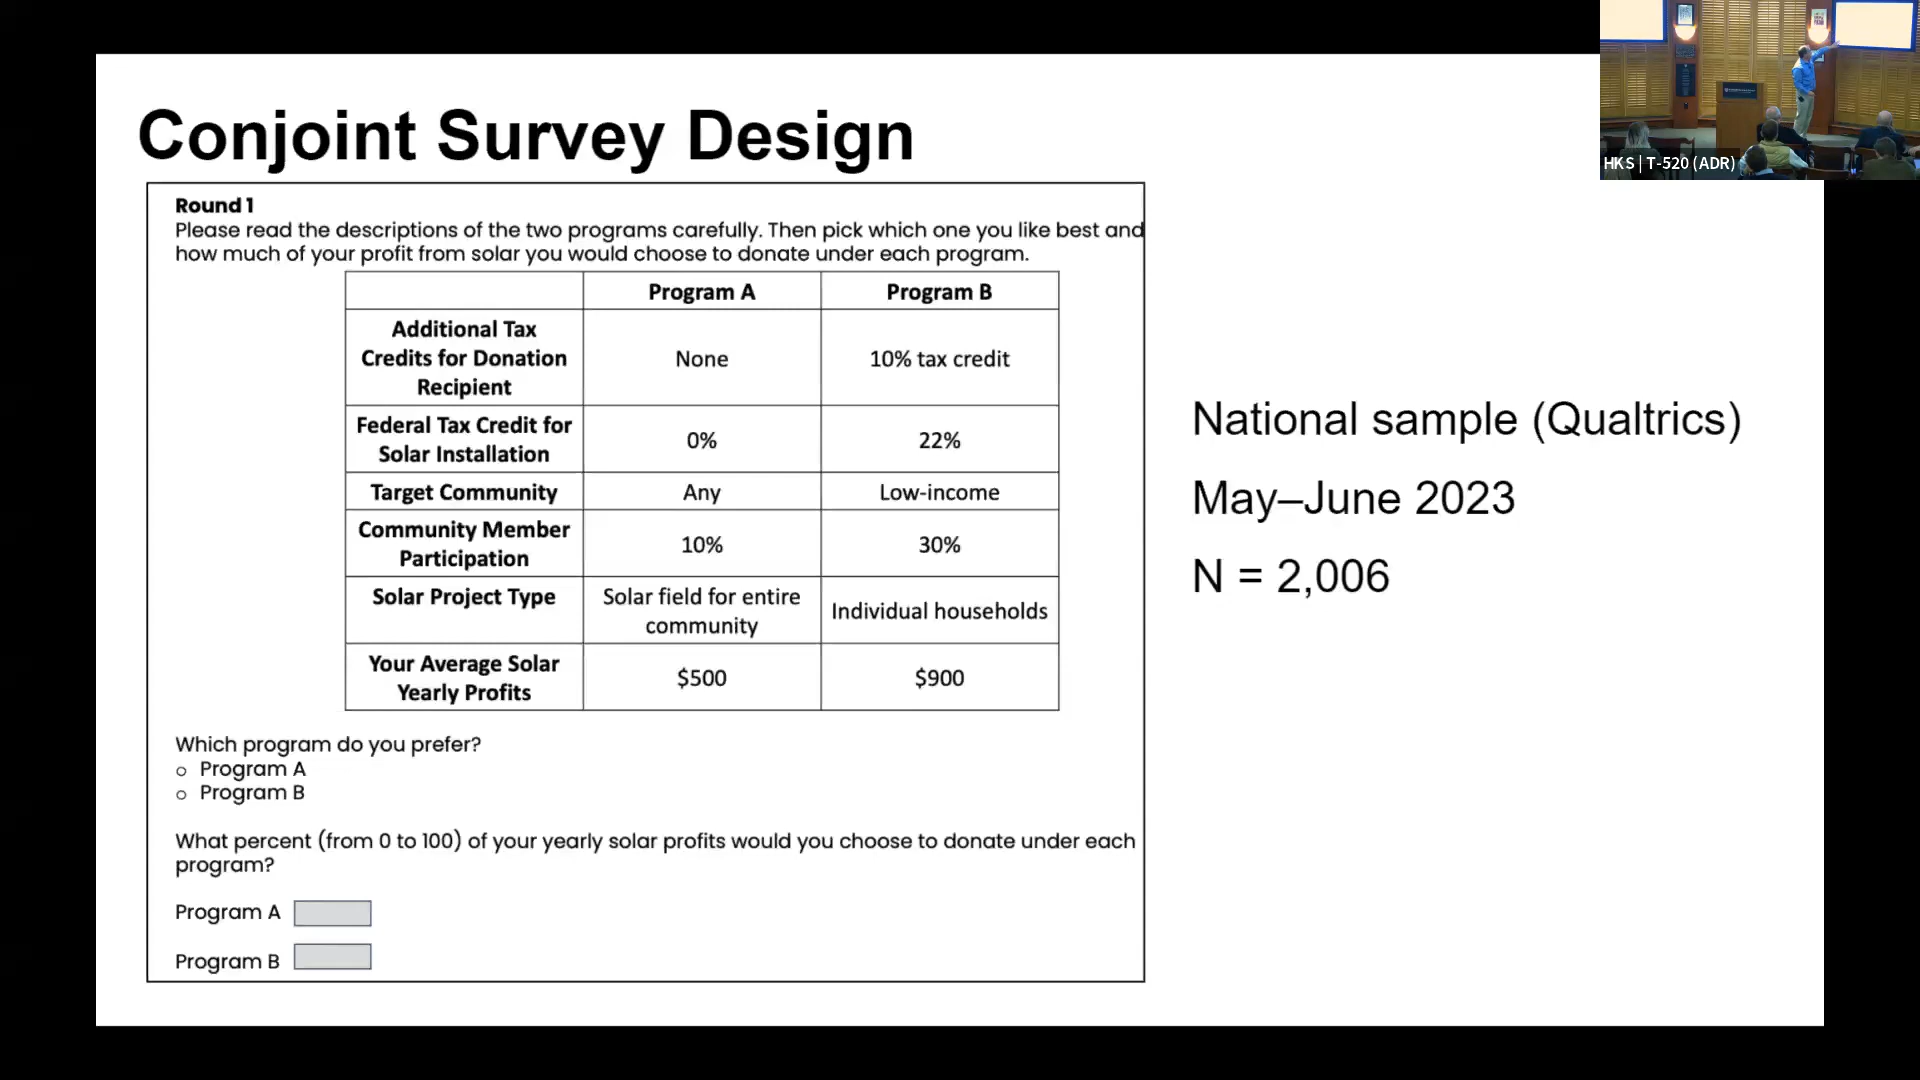 Conjoint Survey Design
Round 1
Please read the descriptions of the two programs carefully. Then pick which one you like best and
how much of your profit from solar you would choose to donate under each program.
Program A
Program B
Additional Tax
Credits for Donation
Recipient
None
10% tax credit
Federal Tax Credit for
Solar Installation
0%
22%
Target Community
Any
Low-income
Community Member
Participation
10%
30%
Solar Project Type
Solar field for entire
community
Individual households
Your Average Solar
Yearly Profits
$500
$900
Which program do you prefer?
o Program A
o Program B
What percent (from 0 to 100) of your yearly solar profits would you choose to donate under each
program?
Program A
Program B
National sample (Qualtrics)
May–June 2023
N = 2,006
HKS | T-520 (ADR)